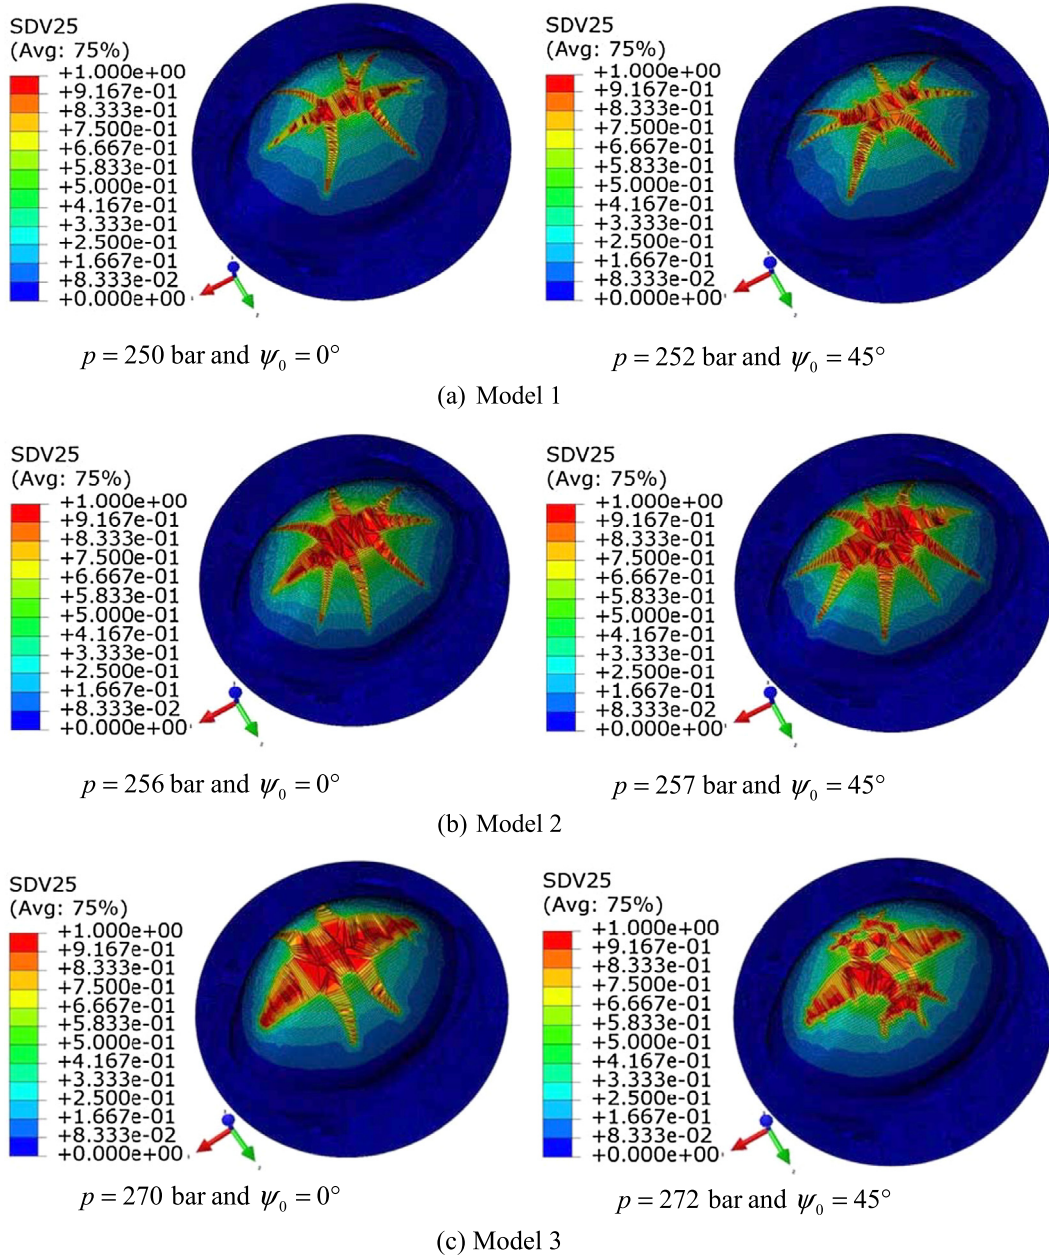 SDV25
(Avg: 75%)
+1.000e+00
+9.167e-01
+8.333e-01
+7.500e-01
+6.667e-01
+5.833e-01
+5.000e-01
+4.167e-01
+3.333e-01
+2.500e-01
+1.667e-01
+8.333e-02
+0.000e+00
SDV25
(Avg: 75%)
+1.000e+00
+9.167e-01
+8.333e-01
+7.500e-01
+6.667e-01
+5.833e-01
+5.000e-01
+4.167e-01
+3.333e-01
+2.500e-01
+1.667e-01
+8.333e-02
+0.000e+00
p = 250 bar and ψ₀ = 0°
p = 252 bar and ψ₀ = 45°
(a) Model 1
SDV25
(Avg: 75%)
+1.000e+00
+9.167e-01
+8.333e-01
+7.500e-01
+6.667e-01
+5.833e-01
+5.000e-01
+4.167e-01
+3.333e-01
+2.500e-01
+1.667e-01
+8.333e-02
+0.000e+00
SDV25
(Avg: 75%)
+1.000e+00
+9.167e-01
+8.333e-01
+7.500e-01
+6.667e-01
+5.833e-01
+5.000e-01
+4.167e-01
+3.333e-01
+2.500e-01
+1.667e-01
+8.333e-02
+0.000e+00
p = 256 bar and ψ₀ = 0°
p = 257 bar and ψ₀ = 45°
(b) Model 2
SDV25
(Avg: 75%)
+1.000e+00
+9.167e-01
+8.333e-01
+7.500e-01
+6.667e-01
+5.833e-01
+5.000e-01
+4.167e-01
+3.333e-01
+2.500e-01
+1.667e-01
+8.333e-02
+0.000e+00
SDV25
(Avg: 75%)
+1.000e+00
+9.167e-01
+8.333e-01
+7.500e-01
+6.667e-01
+5.833e-01
+5.000e-01
+4.167e-01
+3.333e-01
+2.500e-01
+1.667e-01
+8.333e-02
+0.000e+00
p = 270 bar and ψ₀ = 0°
p = 272 bar and ψ₀ = 45°
(c) Model 3